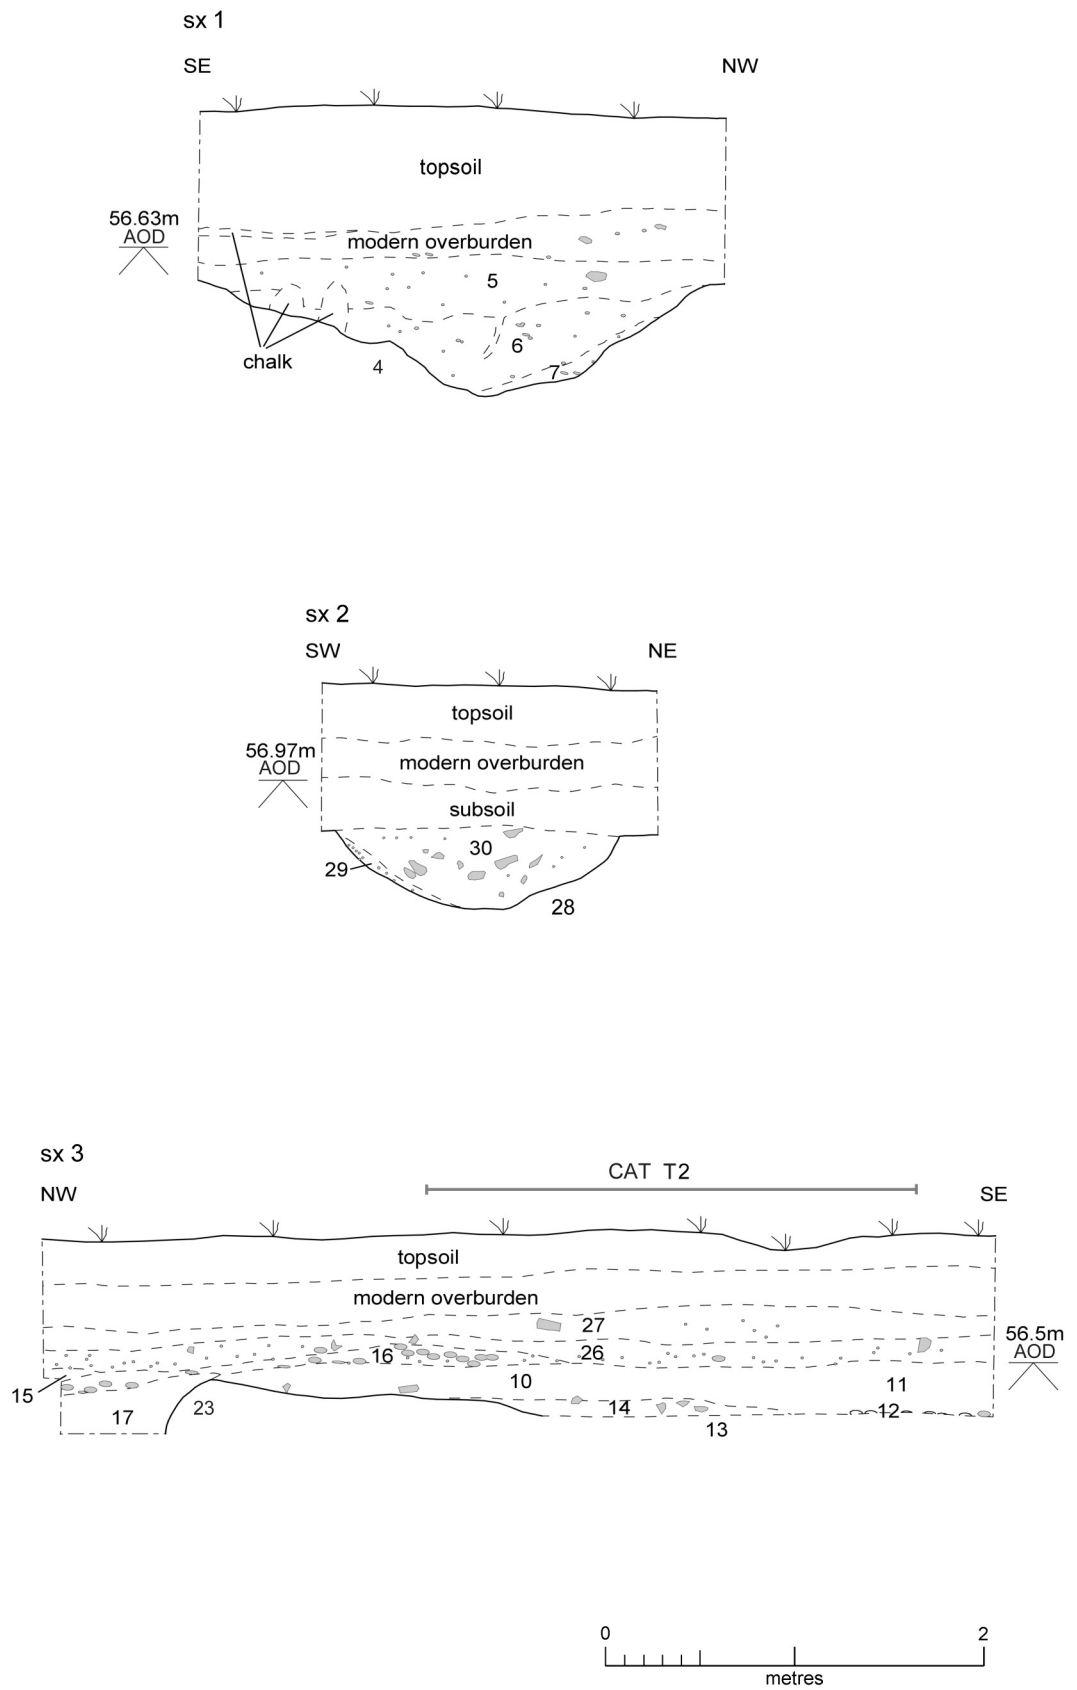 sx 1
SE NW
topsoil
56.63m
AOD
modern overburden
5
6
chalk
4
7
sx 2
SW NE
topsoil
56.97m
AOD
modern overburden
subsoil
30
29
28
sx 3
CAT T2
NW SE
topsoil
modern overburden
27
56.5m
AOD
16
26
15
10
11
17
23
14
12
13
0 2
metres